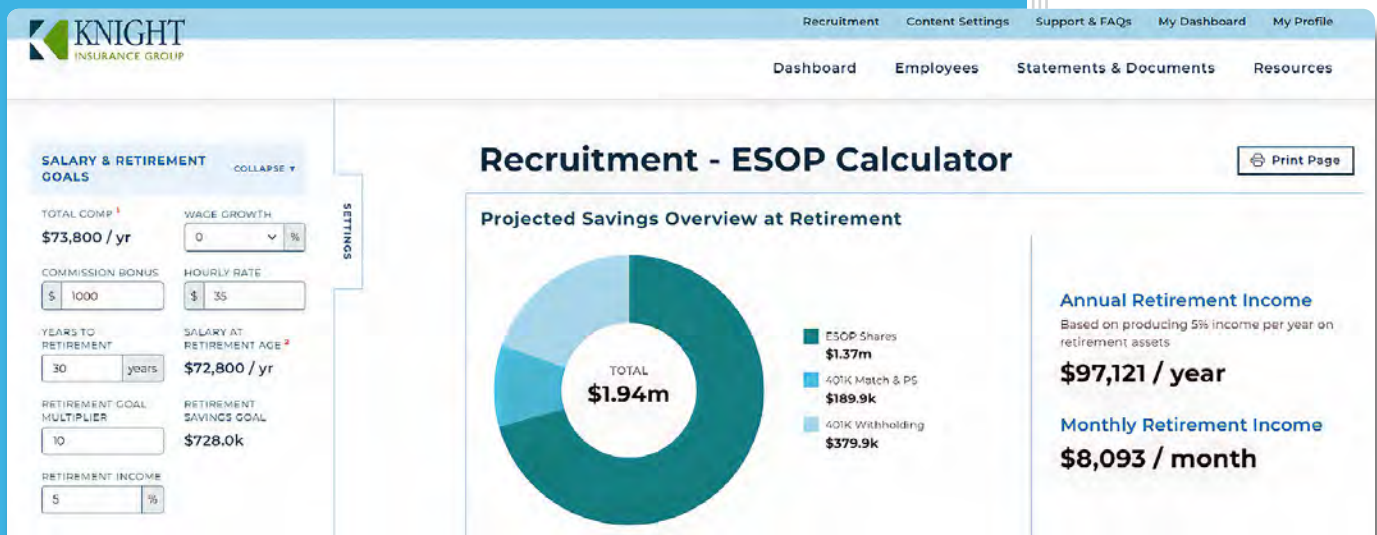 KNIGHT
INSURANCE GROUP
Recruitment Content Settings Support & FAQs My Dashboard My Profile
Dashboard Employees Statements & Documents Resources
SALARY & RETIREMENT
GOALS
COLLAPSE ▼
TOTAL COMP 1
$73,800 / yr
WAGE GROWTH
0 %
COMMISSION BONUS
$ 1000
HOURLY RATE
$ 35
YEARS TO
RETIREMENT
30 years
SALARY AT
RETIREMENT AGE 2
$72,800 / yr
RETIREMENT GOAL
MULTIPLIER
10
RETIREMENT
SAVINGS GOAL
$728.0k
RETIREMENT INCOME
5 %
SETTINGS
Recruitment - ESOP Calculator
Print Page
Projected Savings Overview at Retirement
TOTAL
$1.94m
ESOP Shares
$1.37m
401K Match & PS
$189.9k
401K Withholding
$379.9k
Annual Retirement Income
Based on producing 5% income per year on
retirement assets
$97,121 / year
Monthly Retirement Income
$8,093 / month